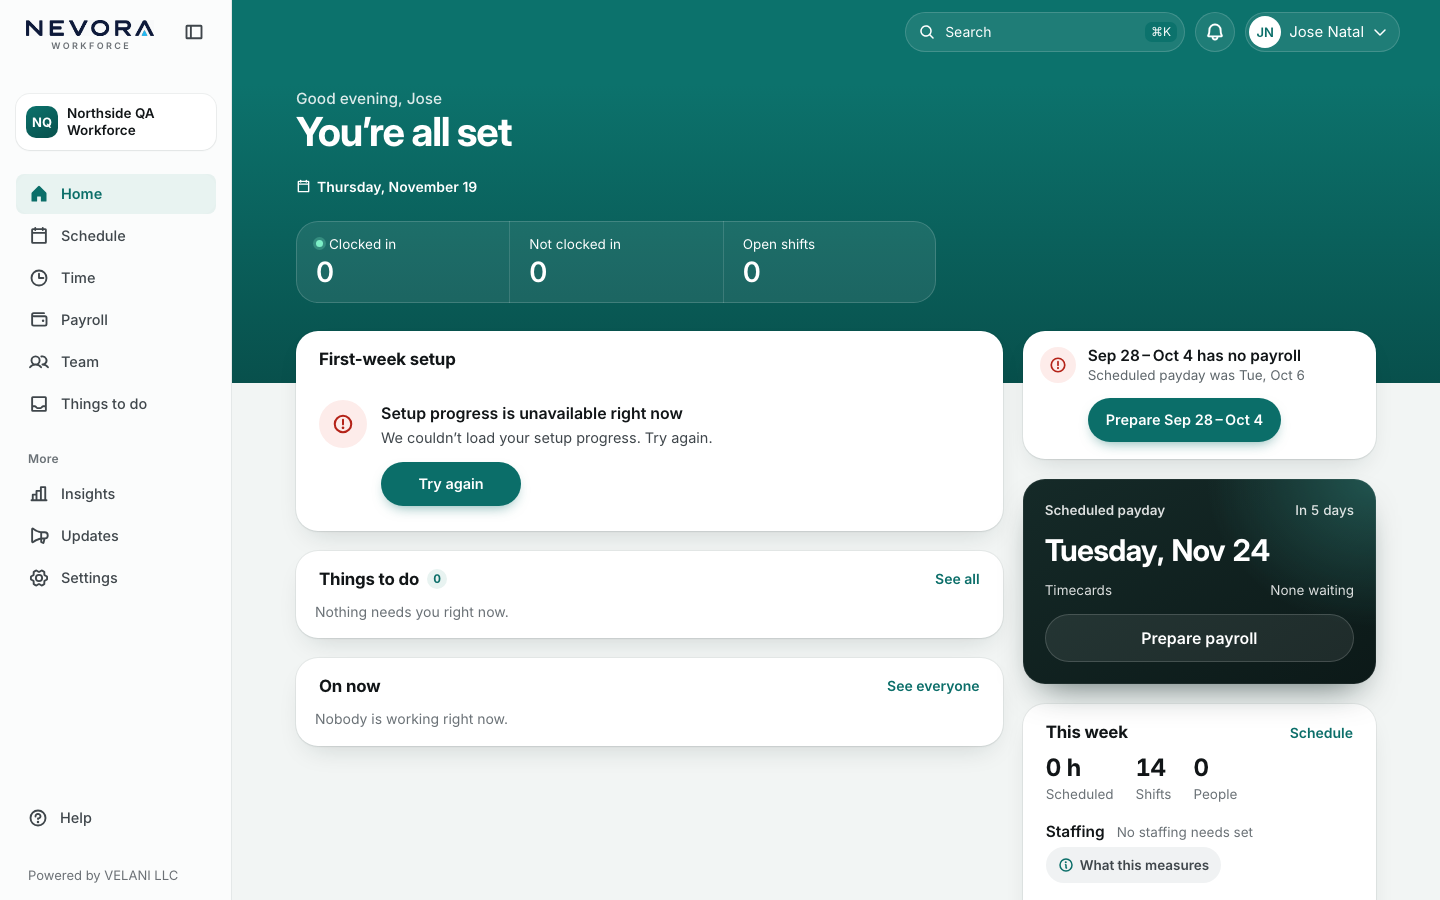 NEVORA
WORKFORCE
Search
⌘K
JN
Jose Natal
NQ
Northside QA
Workforce
Home
Schedule
Time
Payroll
Team
Things to do
More
Insights
Updates
Settings
Help
Powered by VELANI LLC
Good evening, Jose
You’re all set
Thursday, November 19
Clocked in
0
Not clocked in
0
Open shifts
0
First-week setup
Setup progress is unavailable right now
We couldn’t load your setup progress. Try again.
Try again
Things to do 0
See all
Nothing needs you right now.
On now
See everyone
Nobody is working right now.
Sep 28–Oct 4 has no payroll
Scheduled payday was Tue, Oct 6
Prepare Sep 28–Oct 4
Scheduled payday
In 5 days
Tuesday, Nov 24
Timecards
None waiting
Prepare payroll
This week
Schedule
0 h
Scheduled
14
Shifts
0
People
Staffing
No staffing needs set
What this measures